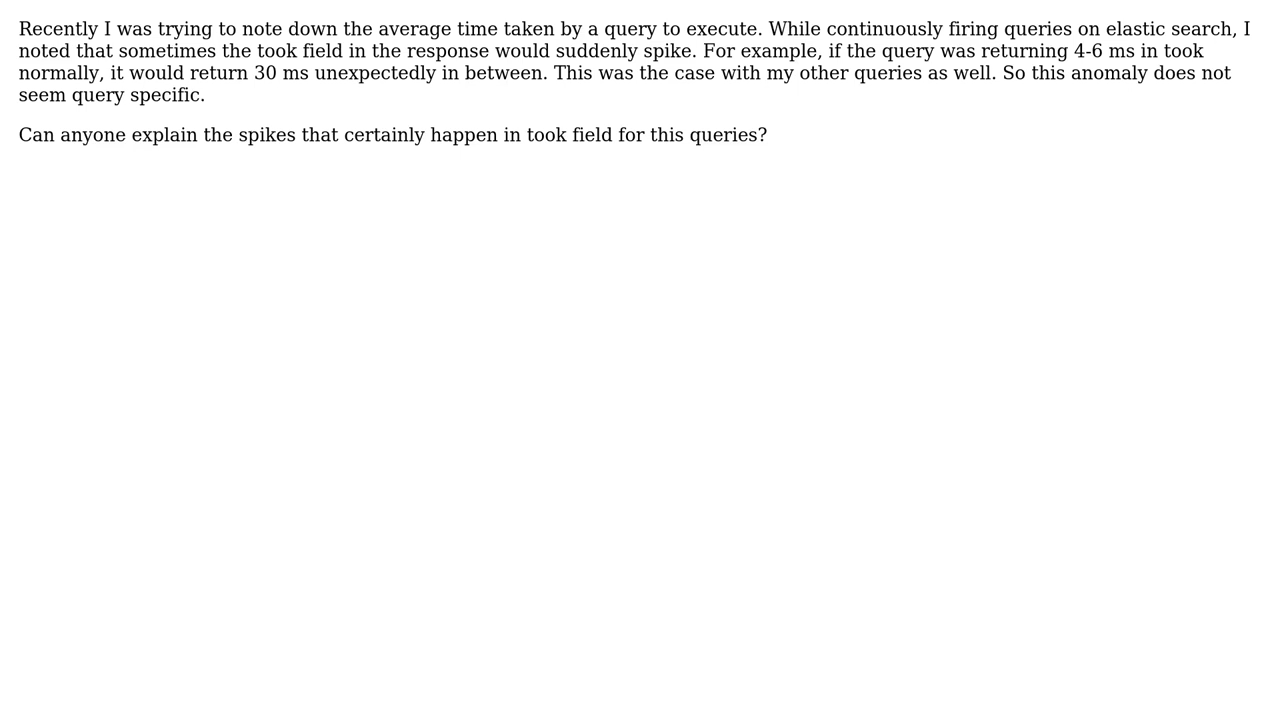 Recently I was trying to note down the average time taken by a query to execute. While continuously firing queries on elastic search, I
noted that sometimes the took field in the response would suddenly spike. For example, if the query was returning 4-6 ms in took
normally, it would return 30 ms unexpectedly in between. This was the case with my other queries as well. So this anomaly does not
seem query specific.
Can anyone explain the spikes that certainly happen in took field for this queries?